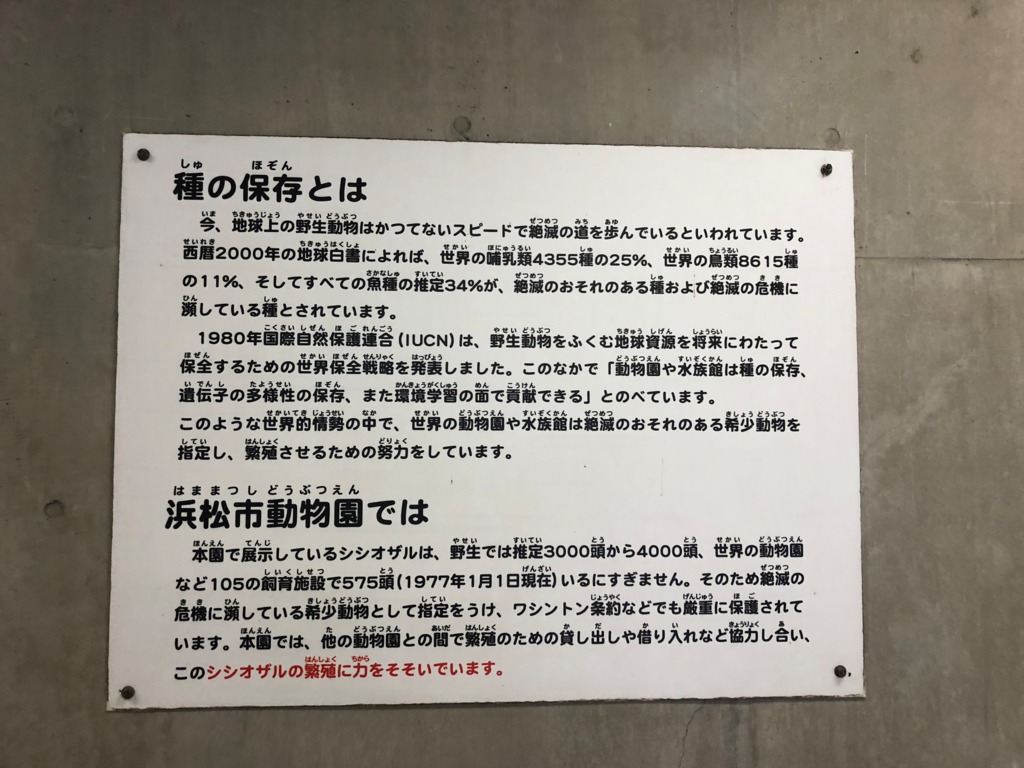 種の保存とは
今、地球上の野生動物はかつてないスピードで絶滅の道を歩んでいるといわれています。
西暦2000年の地球白書によれば、世界の哺乳類4355種の25%、世界の鳥類8615種
の11%、そしてすべての魚種の推定34%が、絶滅のおそれのある種および絶滅の危機に
瀕している種とされています。
1980年国際自然保護連合(IUCN)は、野生動物をふくむ地球資源を将来にわたって
保全するための世界保全戦略を発表しました。このなかで「動物園や水族館は種の保存、
遺伝子の多様性の保存、また環境学習の面で貢献できる」とのべています。
このような世界的情勢の中で、世界の動物園や水族館は絶滅のおそれのある希少動物を
指定し、繁殖させるための努力をしています。
浜松市動物園では
本園で展示しているシシオザルは、野生では推定3000頭から4000頭、世界の動物園
など105の飼育施設で575頭(1977年1月1日現在)いるにすぎません。そのため絶滅の
危機に瀕している希少動物として指定をうけ、ワシントン条約などでも厳重に保護されて
います。本園では、他の動物園との間で繁殖のための貸し出しや借り入れなど協力し合い、
このシシオザルの繁殖に力をそそいでいます。